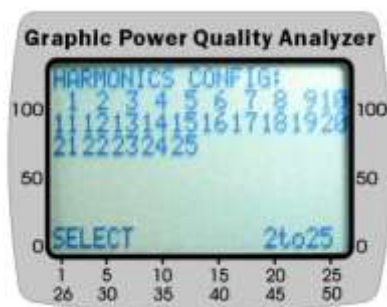 Graphic Power Quality Analyzer
HARMONICS CONFIG:
1 2 3 4 5 6 7 8 9 10
11 12 13 14 15 16 17 18 19 20
21 22 23 24 25
SELECT 2to25
100 100
50 50
0 0
1 5 10 15 20 25
26 30 35 40 45 50